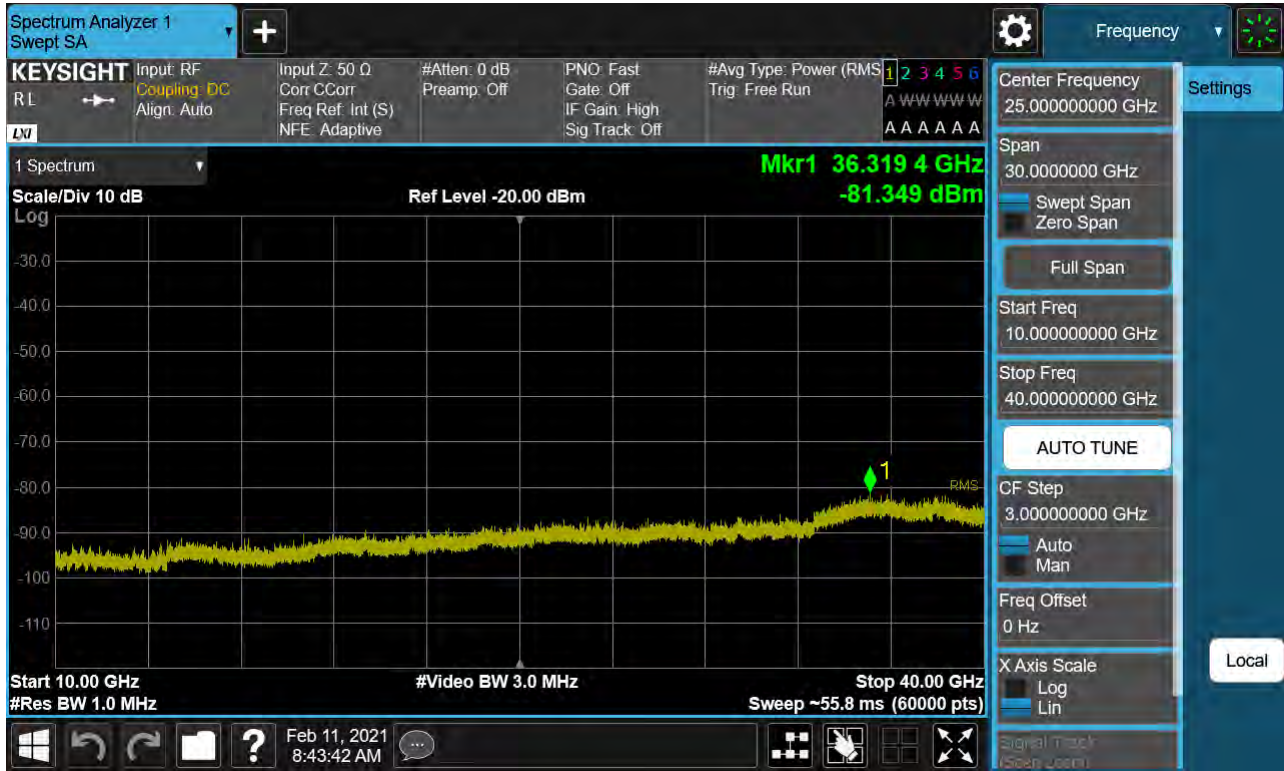 Spectrum Analyzer 1
Swept SA
+
Frequency
KEYSIGHT
RL
LXI
Input: RF
Coupling: DC
Align: Auto
Input Z: 50 Ω
Corr CCorr
Freq Ref: Int (S)
NFE: Adaptive
#Atten: 0 dB
Preamp: Off
PNO: Fast
Gate: Off
IF Gain: High
Sig Track: Off
#Avg Type: Power (RMS
Trig: Free Run
1 2 3 4 5 6
A W W W W W
A A A A A A
1 Spectrum
Mkr1 36.319 4 GHz
-81.349 dBm
Scale/Div 10 dB
Ref Level -20.00 dBm
Log
-30.0
-40.0
-50.0
-60.0
-70.0
-80.0
-90.0
-100
-110
1
RMS
Start 10.00 GHz
#Video BW 3.0 MHz
Stop 40.00 GHz
#Res BW 1.0 MHz
Sweep ~55.8 ms (60000 pts)
Center Frequency
25.000000000 GHz
Settings
Span
30.0000000 GHz
Swept Span
Zero Span
Full Span
Start Freq
10.000000000 GHz
Stop Freq
40.000000000 GHz
AUTO TUNE
CF Step
3.000000000 GHz
Auto
Man
Freq Offset
0 Hz
X Axis Scale
Log
Lin
Local
Signal Track
(Span Zoom)
?
Feb 11, 2021
8:43:42 AM